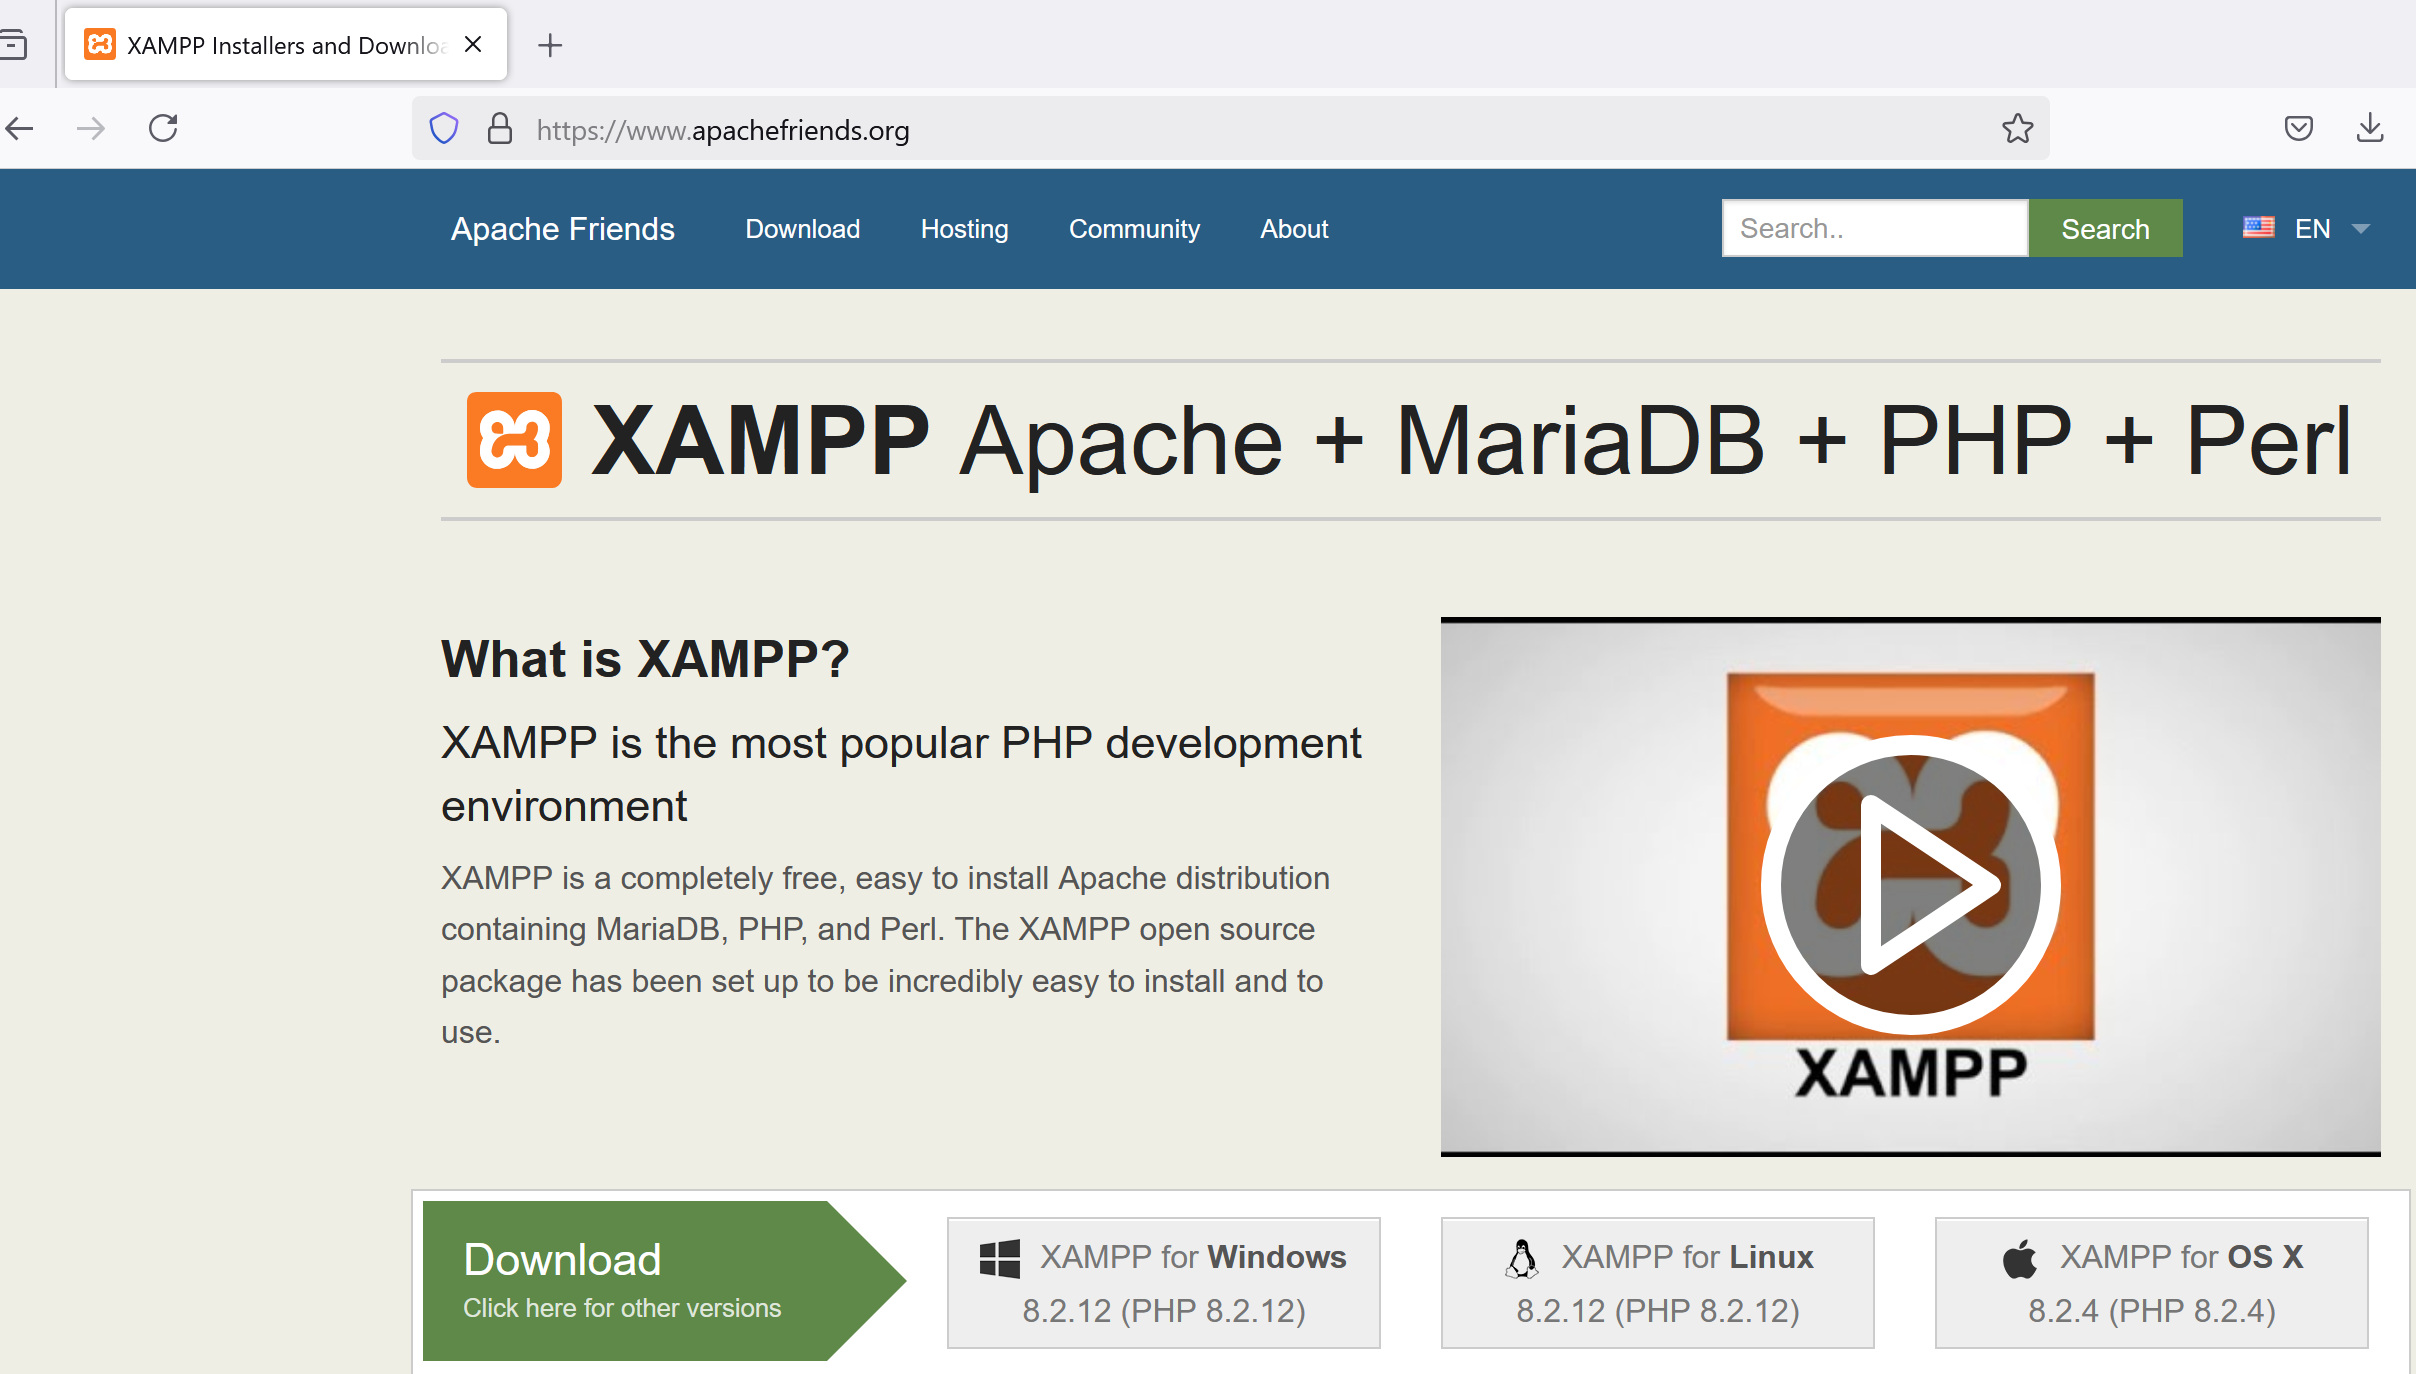 XAMPP Installers and Downloa
https://www.apachefriends.org
Apache Friends Download Hosting Community About Search.. Search EN
XAMPP Apache + MariaDB + PHP + Perl
What is XAMPP?
XAMPP is the most popular PHP development
environment
XAMPP is a completely free, easy to install Apache distribution
containing MariaDB, PHP, and Perl. The XAMPP open source
package has been set up to be incredibly easy to install and to
use.
XAMPP
Download
Click here for other versions
XAMPP for Windows
8.2.12 (PHP 8.2.12)
XAMPP for Linux
8.2.12 (PHP 8.2.12)
XAMPP for OS X
8.2.4 (PHP 8.2.4)